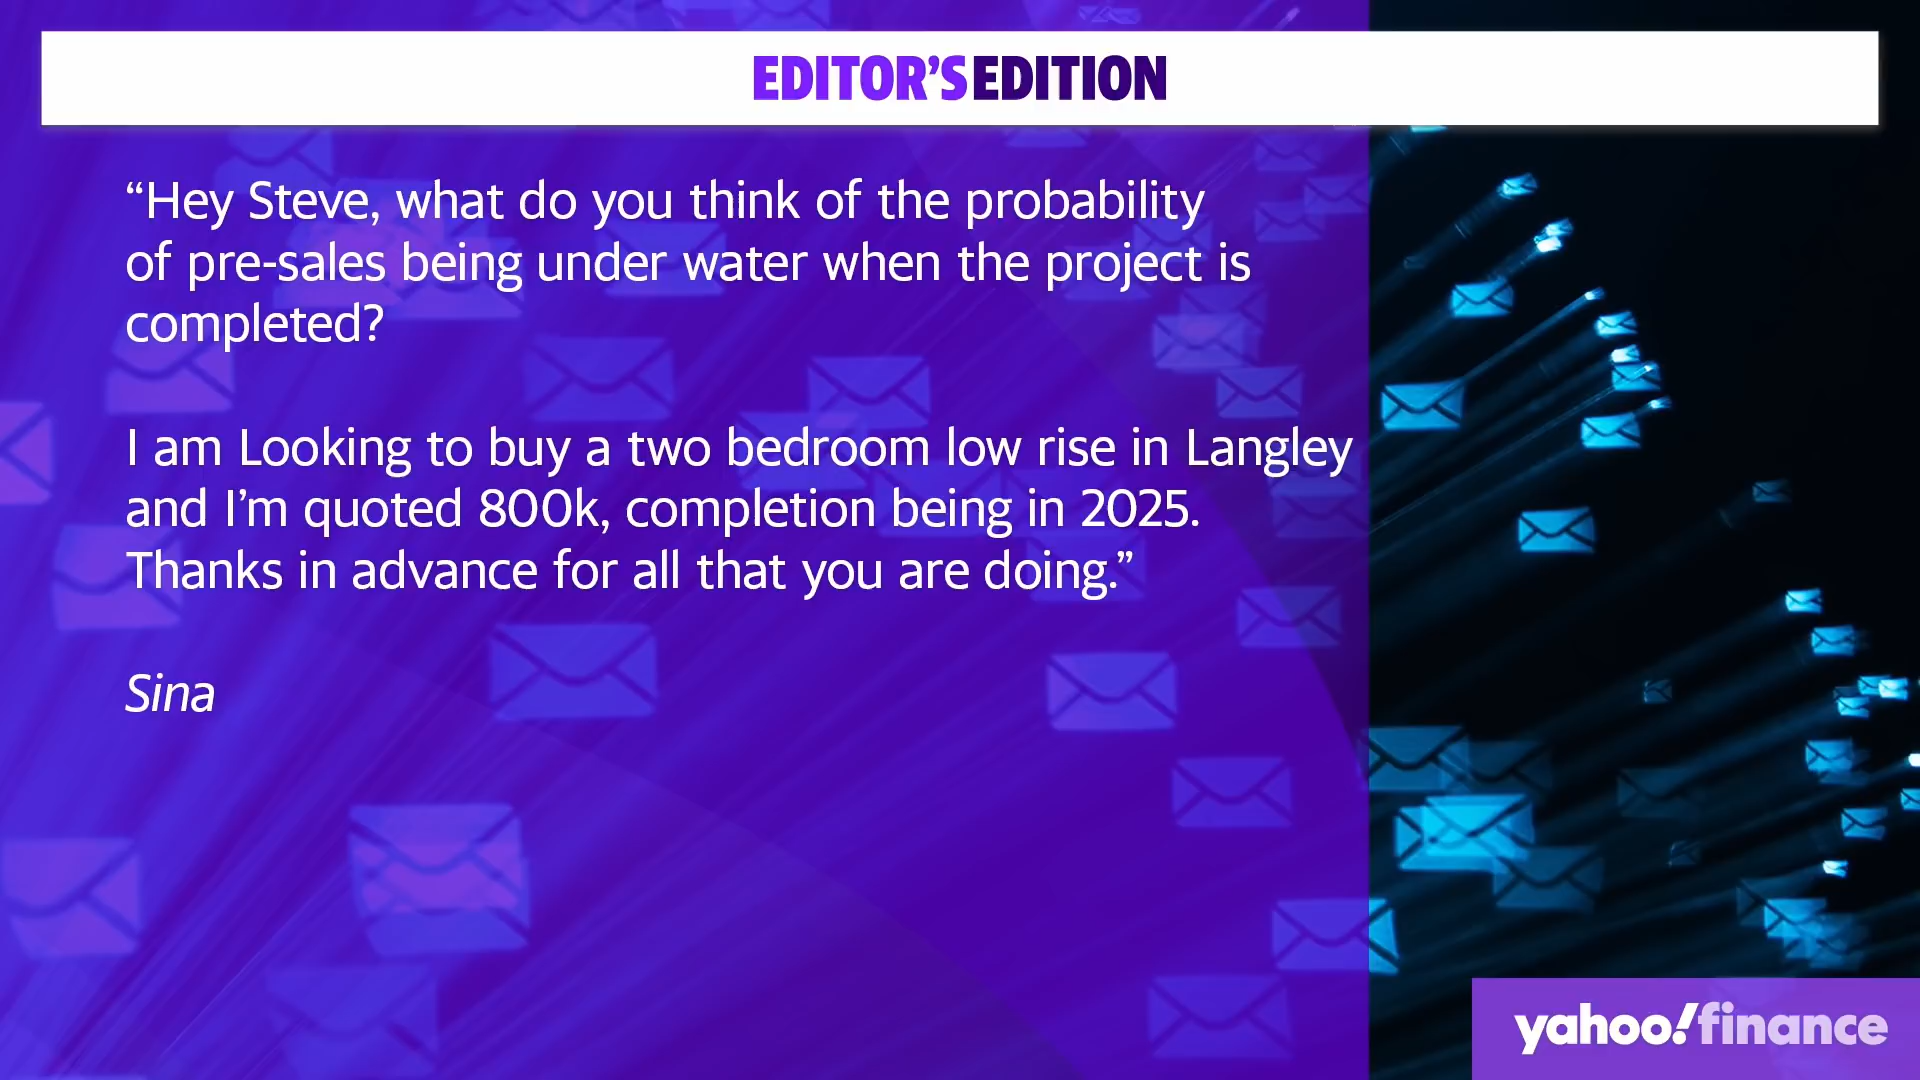 EDITOR’S EDITION
“Hey Steve, what do you think of the probability
of pre-sales being under water when the project is
completed?
I am Looking to buy a two bedroom low rise in Langley
and I’m quoted 800k, completion being in 2025.
Thanks in advance for all that you are doing.”
Sina
yahoo!finance